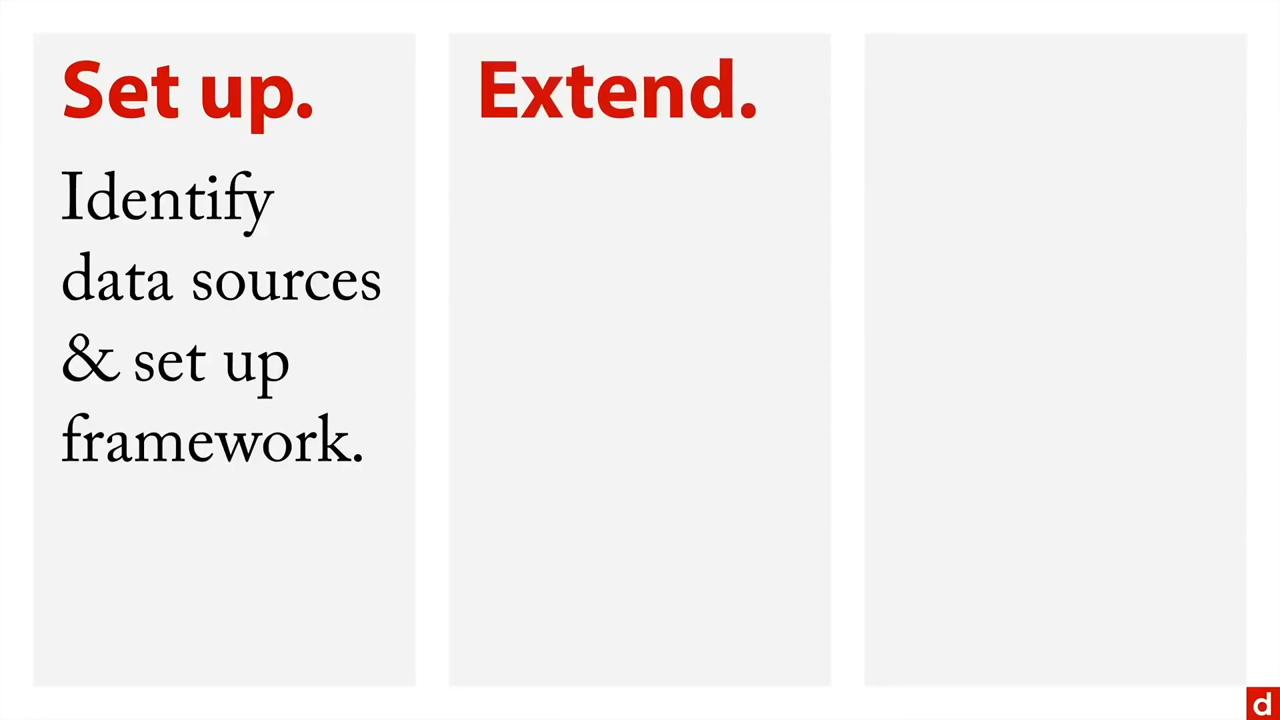 Set up.
Identify
data sources
& set up
framework.
Extend.
d